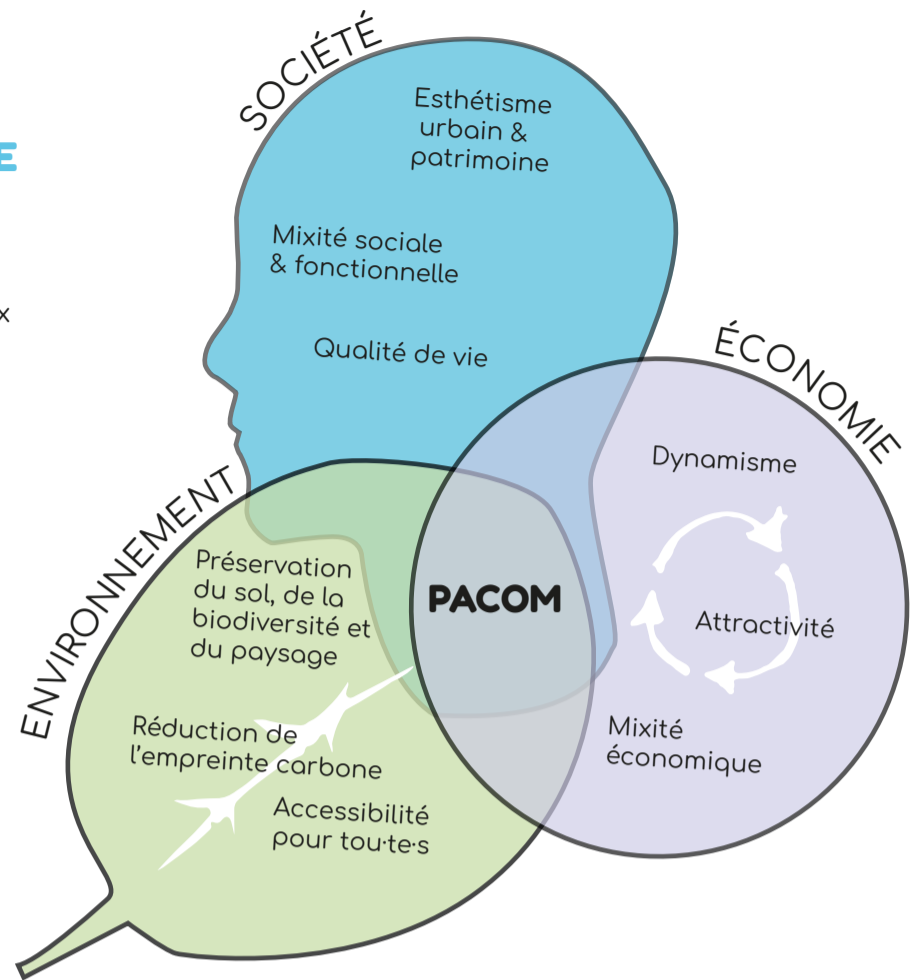 SOCIÉTÉ
Esthétisme
urbain &
patrimoine
E
Mixité sociale
& fonctionnelle
x
Qualité de vie
ÉCONOMIE
Dynamisme
Attractivité
Mixité
économique
ENVIRONNEMENT
Préservation
du sol, de la
biodiversité et
du paysage
PACOM
Réduction de
l'empreinte carbone
Accessibilité
pour tou·te·s